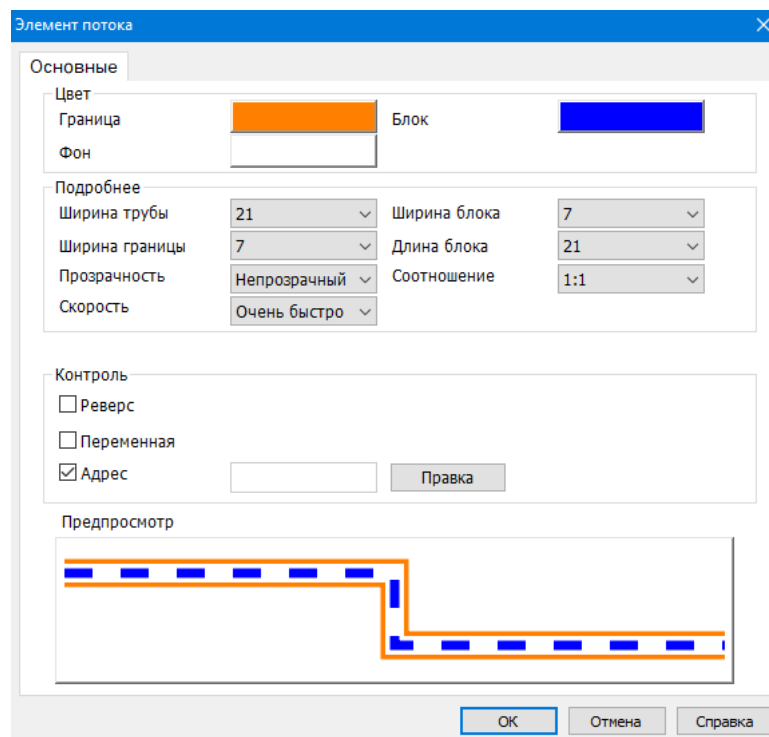 Элемент потока
Основные
Цвет
Граница Блок
Фон
Подробнее
Ширина трубы 21 Ширина блока 7
Ширина границы 7 Длина блока 21
Прозрачность Непрозрачный Соотношение 1:1
Скорость Очень быстро
Контроль
Реверс
Переменная
Адрес Правка
Предпросмотр
ОК Отмена Справка